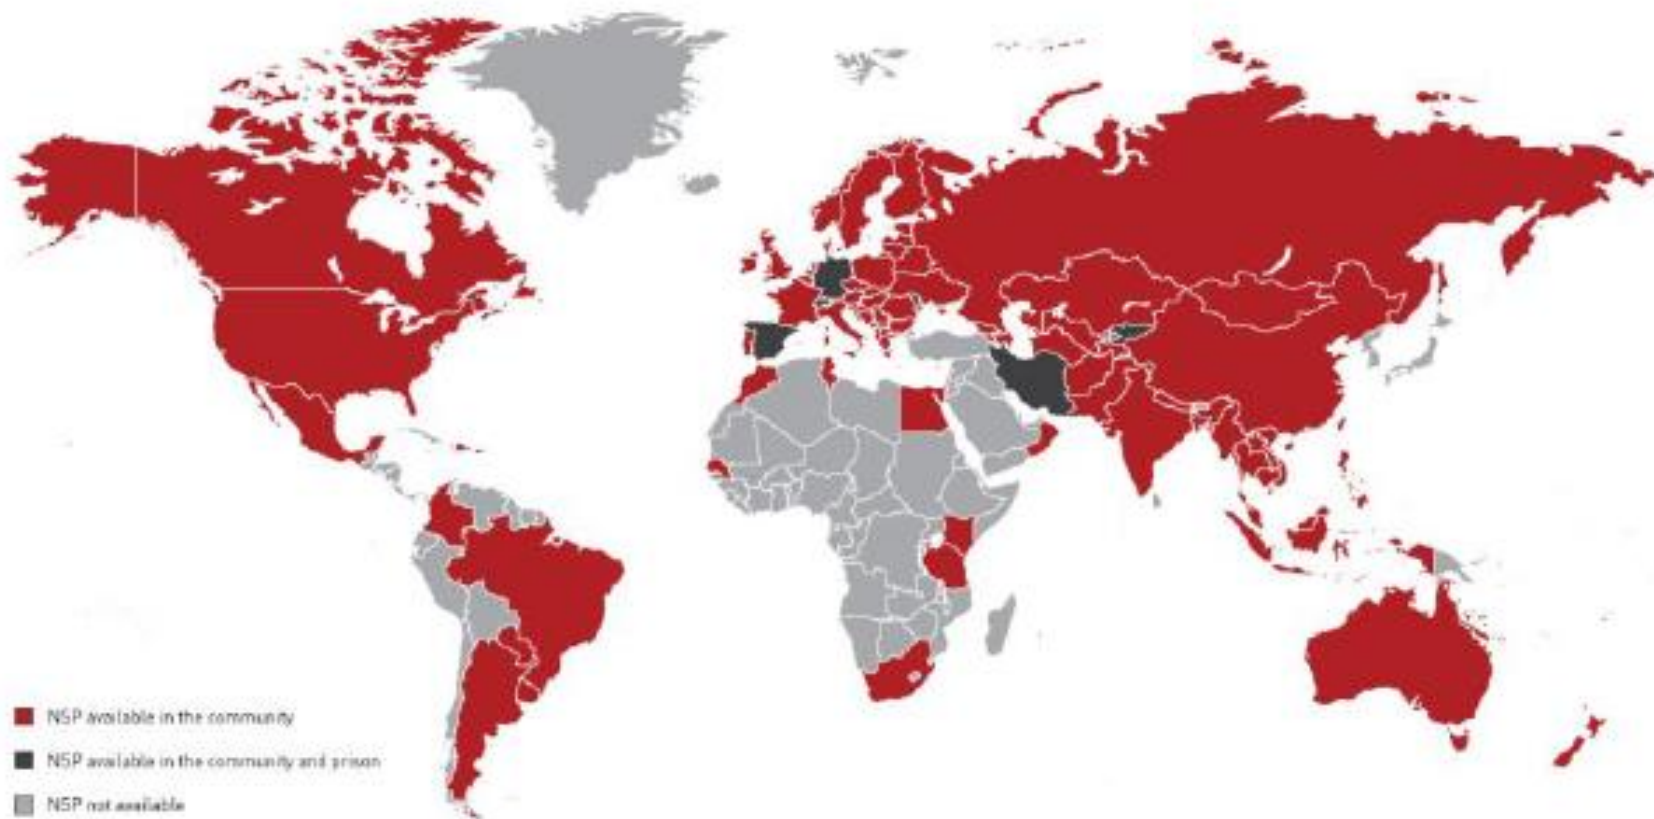 NSP available in the community
NSP available in the community and prison
NSP not available